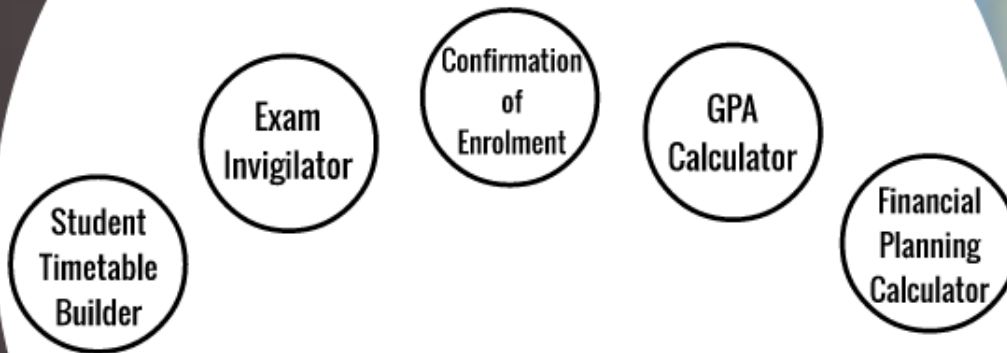 Student
Timetable
Builder
Exam
Invigilator
Confirmation
of
Enrolment
GPA
Calculator
Financial
Planning
Calculator